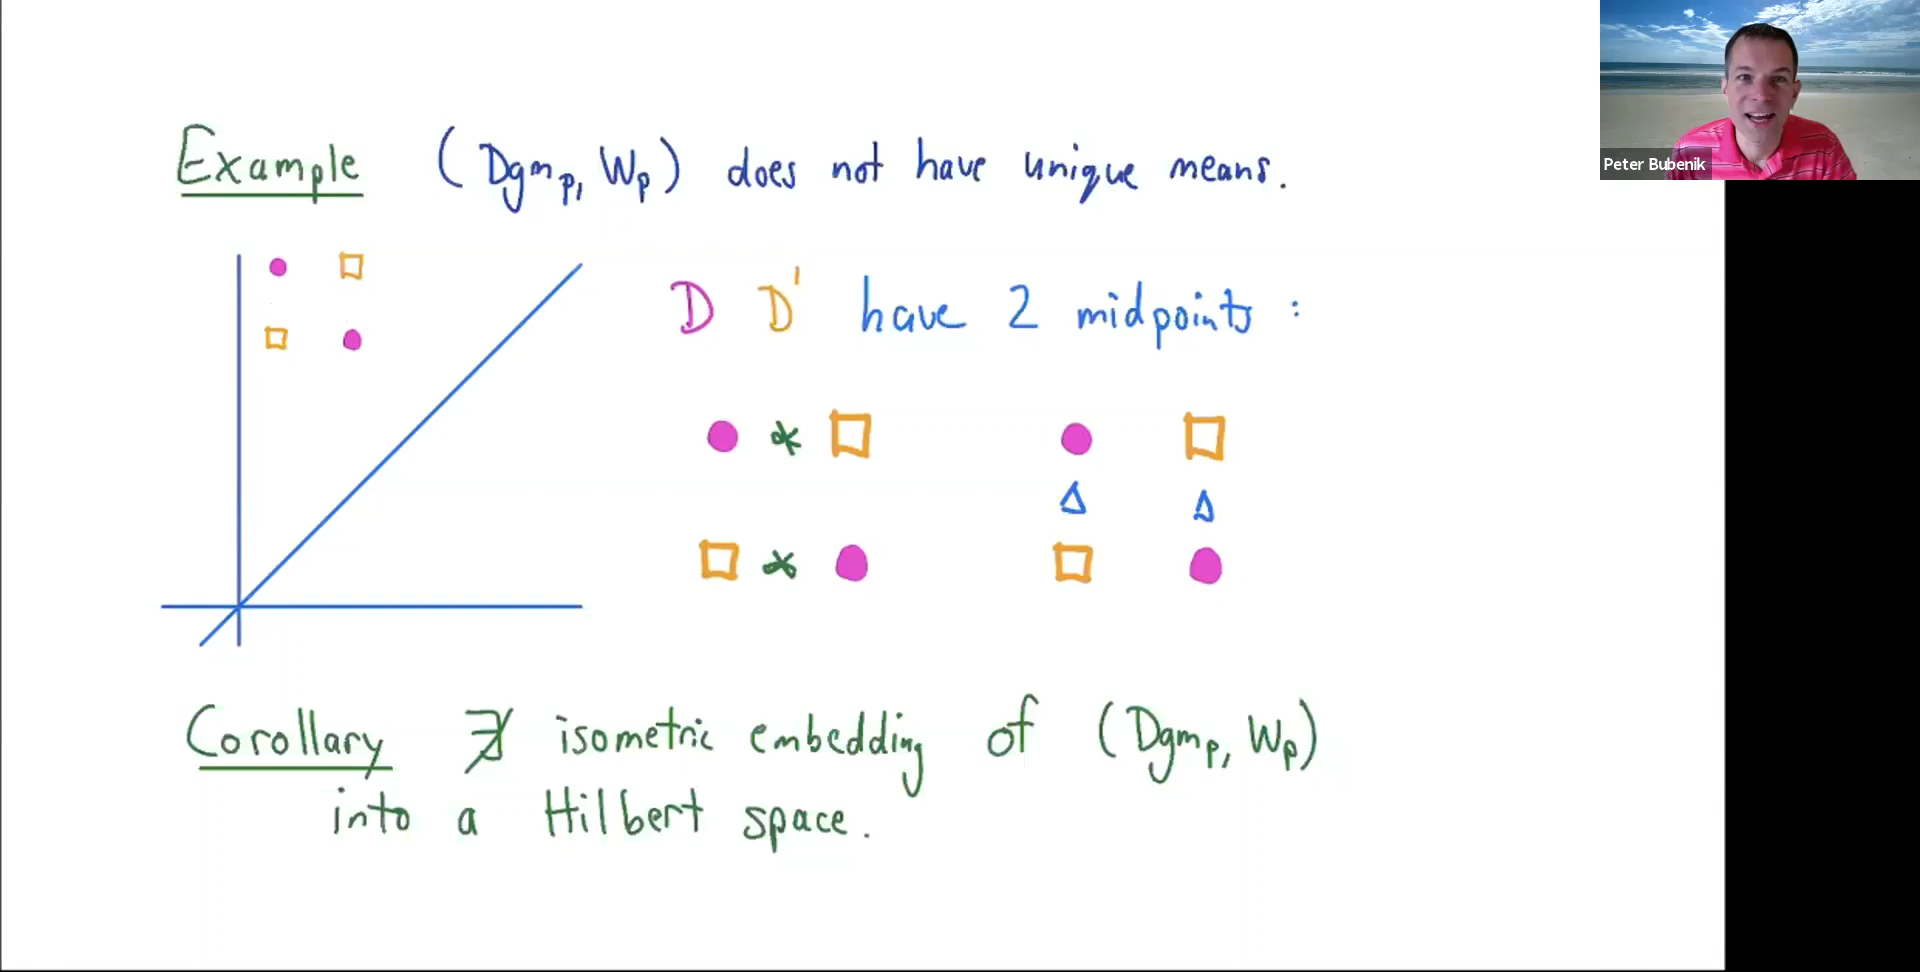 Example (Dgm_p, W_p) does not have unique means.
Peter Bubenik
D D' have 2 midpoints :
Corollary ∄ isometric embedding of (Dgm_p, W_p)
into a Hilbert space.